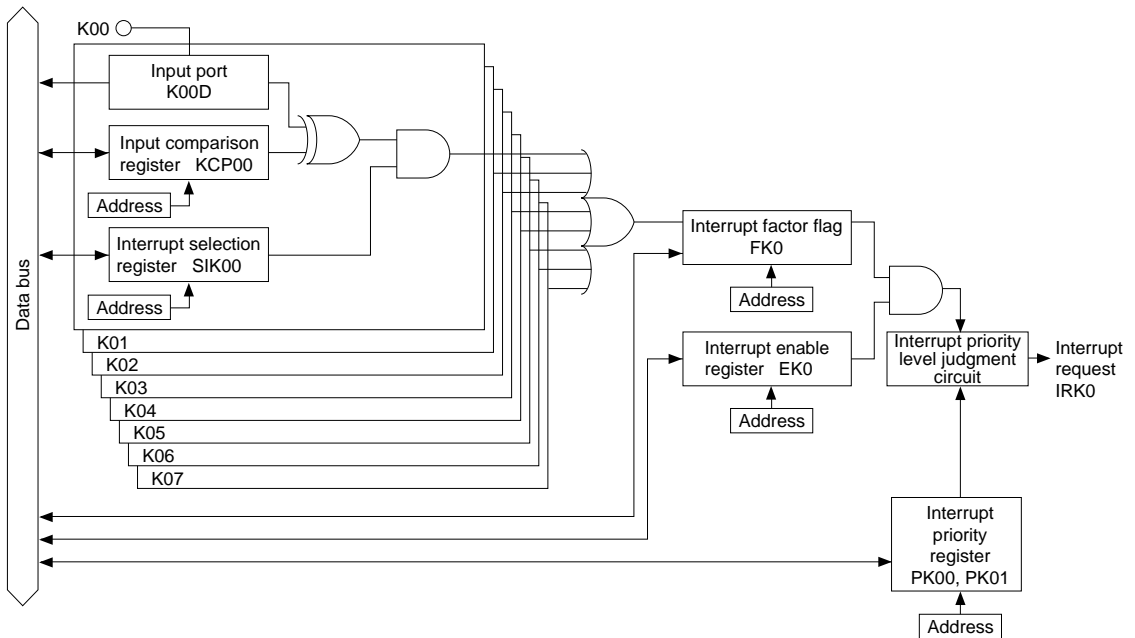 K00
Input port
K00D
Input comparison
register KCP00
Address
Interrupt selection
register SIK00
Address
K01
K02
K03
K04
K05
K06
K07
Data bus
Interrupt factor flag
FK0
Address
Interrupt enable
register EK0
Address
Interrupt priority
level judgment
circuit
Interrupt
request
IRK0
Interrupt
priority
register
PK00, PK01
Address